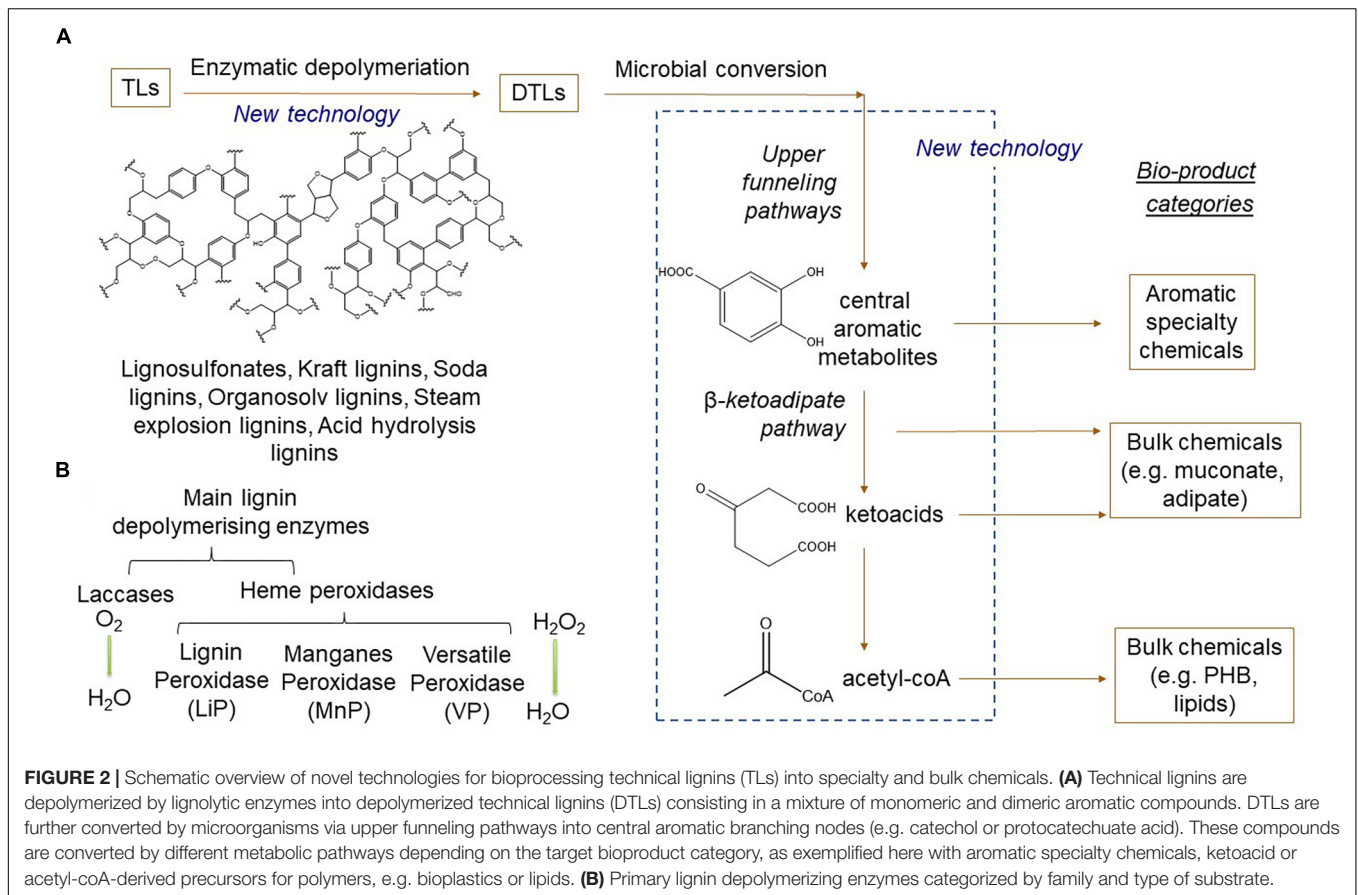 A
TLs
Enzymatic depolymeriation
New technology
DTLs
Microbial conversion
New technology
Upper
funneling
pathways
Bio-product
categories
HO
CHO
O
Lignosulfonates, Kraft lignins, Soda
lignins, Organosolv lignins, Steam
explosion lignins, Acid hydrolysis
lignins
HOOC
OH
OH
central
aromatic
metabolites
Aromatic
specialty
chemicals
β-ketoadipate
pathway
Bulk chemicals
(e.g. muconate,
adipate)
O
COOH
COOH
ketoacids
O
CoA
acetyl-coA
Bulk chemicals
(e.g. PHB,
lipids)
B
Main lignin
depolymerising enzymes
Laccases
O₂
H₂O
Heme peroxidases
Lignin
Peroxidase
(LiP)
Manganes
Peroxidase
(MnP)
Versatile
Peroxidase
(VP)
H₂O₂
H₂O
FIGURE 2 | Schematic overview of novel technologies for bioprocessing technical lignins (TLs) into specialty and bulk chemicals. (A) Technical lignins are
depolymerized by lignolytic enzymes into depolymerized technical lignins (DTLs) consisting in a mixture of monomeric and dimeric aromatic compounds. DTLs are
further converted by microorganisms via upper funneling pathways into central aromatic branching nodes (e.g. catechol or protocatechuate acid). These compounds
are converted by different metabolic pathways depending on the target bioproduct category, as exemplified here with aromatic specialty chemicals, ketoacid or
acetyl-coA-derived precursors for polymers, e.g. bioplastics or lipids. (B) Primary lignin depolymerizing enzymes categorized by family and type of substrate.